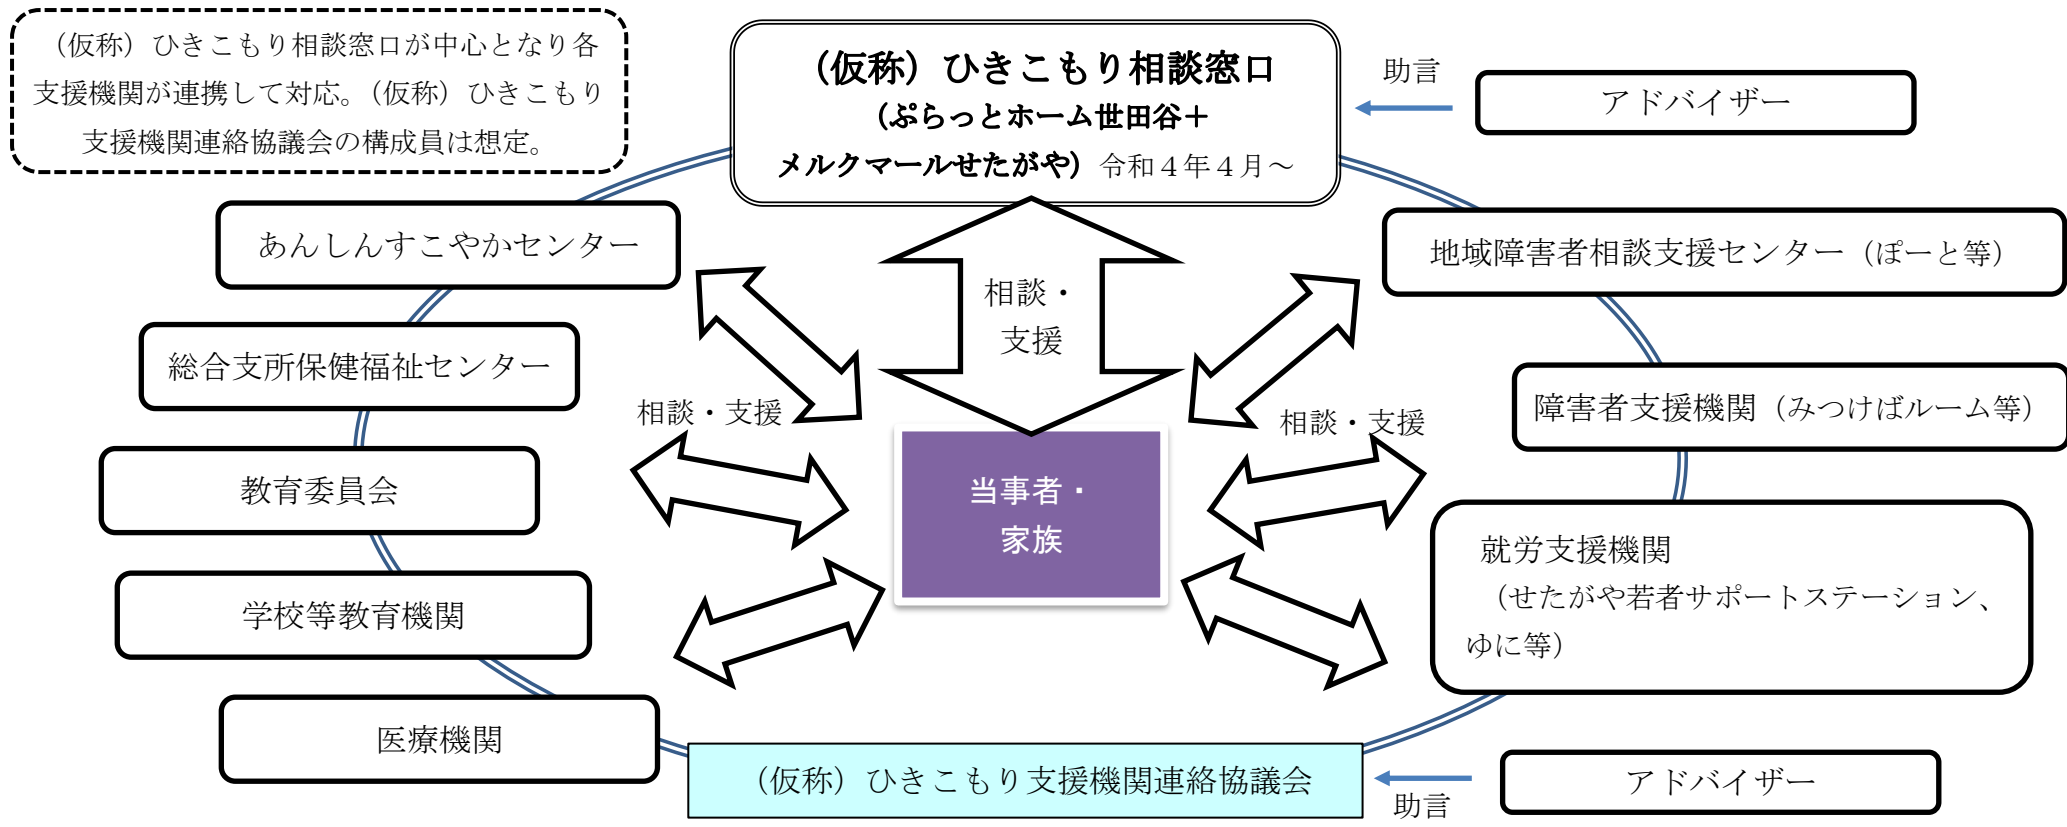 （仮称）ひきこもり相談窓口が中心となり各
支援機関が連携して対応。（仮称）ひきこもり
支援機関連絡協議会の構成員は想定。
（仮称）ひきこもり相談窓口
（ぷらっとホーム世田谷＋
メルクマールせたがや）令和４年４月～
助言
アドバイザー
あんしんすこやかセンター
総合支所保健福祉センター
教育委員会
学校等教育機関
医療機関
相談・支援
相談・
支援
相談・支援
当事者・
家族
地域障害者相談支援センター（ぽーと等）
障害者支援機関（みつけばルーム等）
就労支援機関
（せたがや若者サポートステーション、
ゆに等）
（仮称）ひきこもり支援機関連絡協議会
助言
アドバイザー